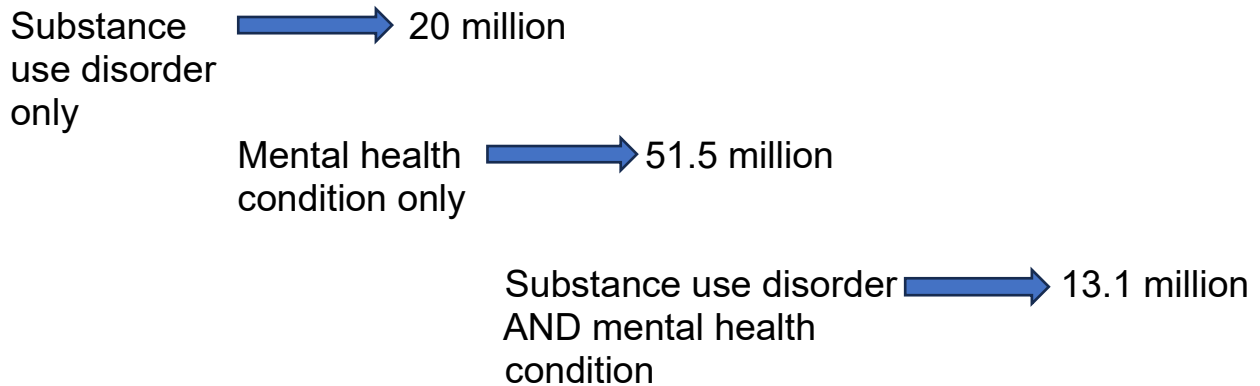 Substance
use disorder
only
20 million
Mental health
condition only
51.5 million
Substance use disorder
AND mental health
condition
13.1 million